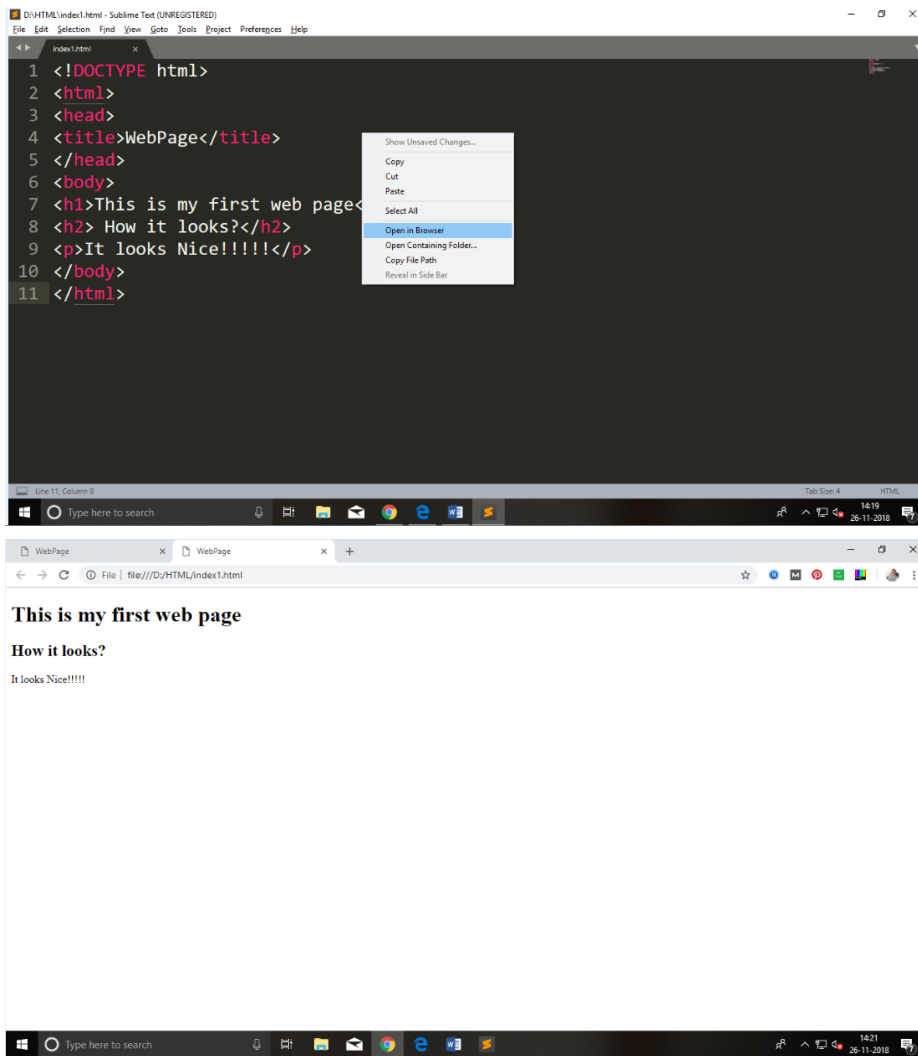 D:\HTML\index1.html - Sublime Text (UNREGISTERED)
File Edit Selection Find View Goto Tools Project Preferences Help
index1.html
1 <!DOCTYPE html>
2 <html>
3 <head>
4 <title>WebPage</title>
5 </head>
6 <body>
7 <h1>This is my first web page<
8 <h2> How it looks?</h2>
9 <p>It looks Nice!!!!!</p>
10 </body>
11 </html>
Show Unsaved Changes...
Copy
Cut
Paste
Select All
Open in Browser
Open Containing Folder...
Copy File Path
Reveal in Side Bar
Line 11, Column 8 Tab Size: 4 HTML
Type here to search 14:19
26-11-2018
WebPage WebPage
File file:///D:/HTML/index1.html
This is my first web page
How it looks?
It looks Nice!!!!!
Type here to search 14:21
26-11-2018